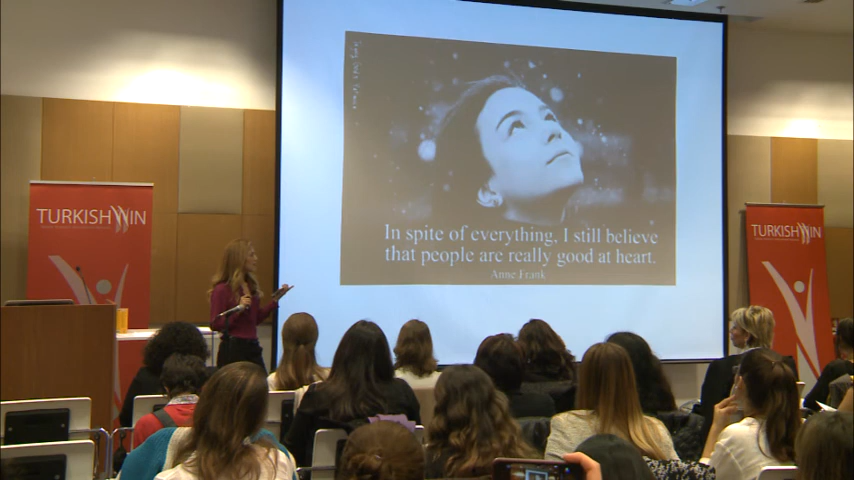 TURKISHWIN
In spite of everything, I still believe
that people are really good at heart.
Anne Frank
TURKISHWIN